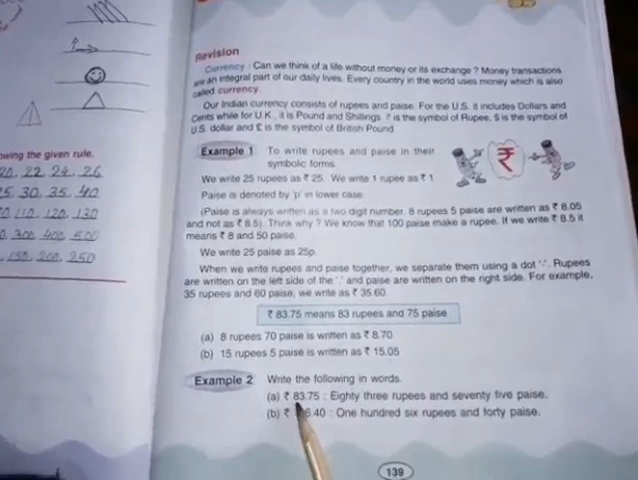 owing the given rule.
20, 22 24, 26
25 30, 35, 40
110, 120, 130
300 400, 500
150, 200, 250
Revision
Currency : Can we think of a life without money or its exchange ? Money transactions
are an integral part of our daily lives. Every country in the world uses money which is also
called currency.
Our Indian currency consists of rupees and paise. For the U.S. it includes Dollars and
Cents while for U.K., it is Pound and Shillings. ₹ is the symbol of Rupee, $ is the symbol of
U.S. dollar and £ is the symbol of British Pound
Example 1 To write rupees and paise in their
symbolic forms.
₹
We write 25 rupees as ₹ 25. We write 1 rupee as ₹ 1
Paise is denoted by 'p' in lower case.
(Paise is always written as a two digit number. 8 rupees 5 paise are written as ₹ 8.05
and not as ₹ 8.5). Think why ? We know that 100 paise make a rupee. If we write ₹ 8.5 it
means ₹ 8 and 50 paise.
We write 25 paise as 25p.
When we write rupees and paise together, we separate them using a dot '.'. Rupees
are written on the left side of the '.' and paise are written on the right side. For example,
35 rupees and 60 paise, we write as ₹ 35.60.
₹ 83.75 means 83 rupees and 75 paise
(a) 8 rupees 70 paise is written as ₹ 8.70
(b) 15 rupees 5 paise is written as ₹ 15.05
Example 2 Write the following in words.
(a) ₹ 83.75 : Eighty three rupees and seventy five paise.
(b) ₹ 6.40 : One hundred six rupees and forty paise.
139